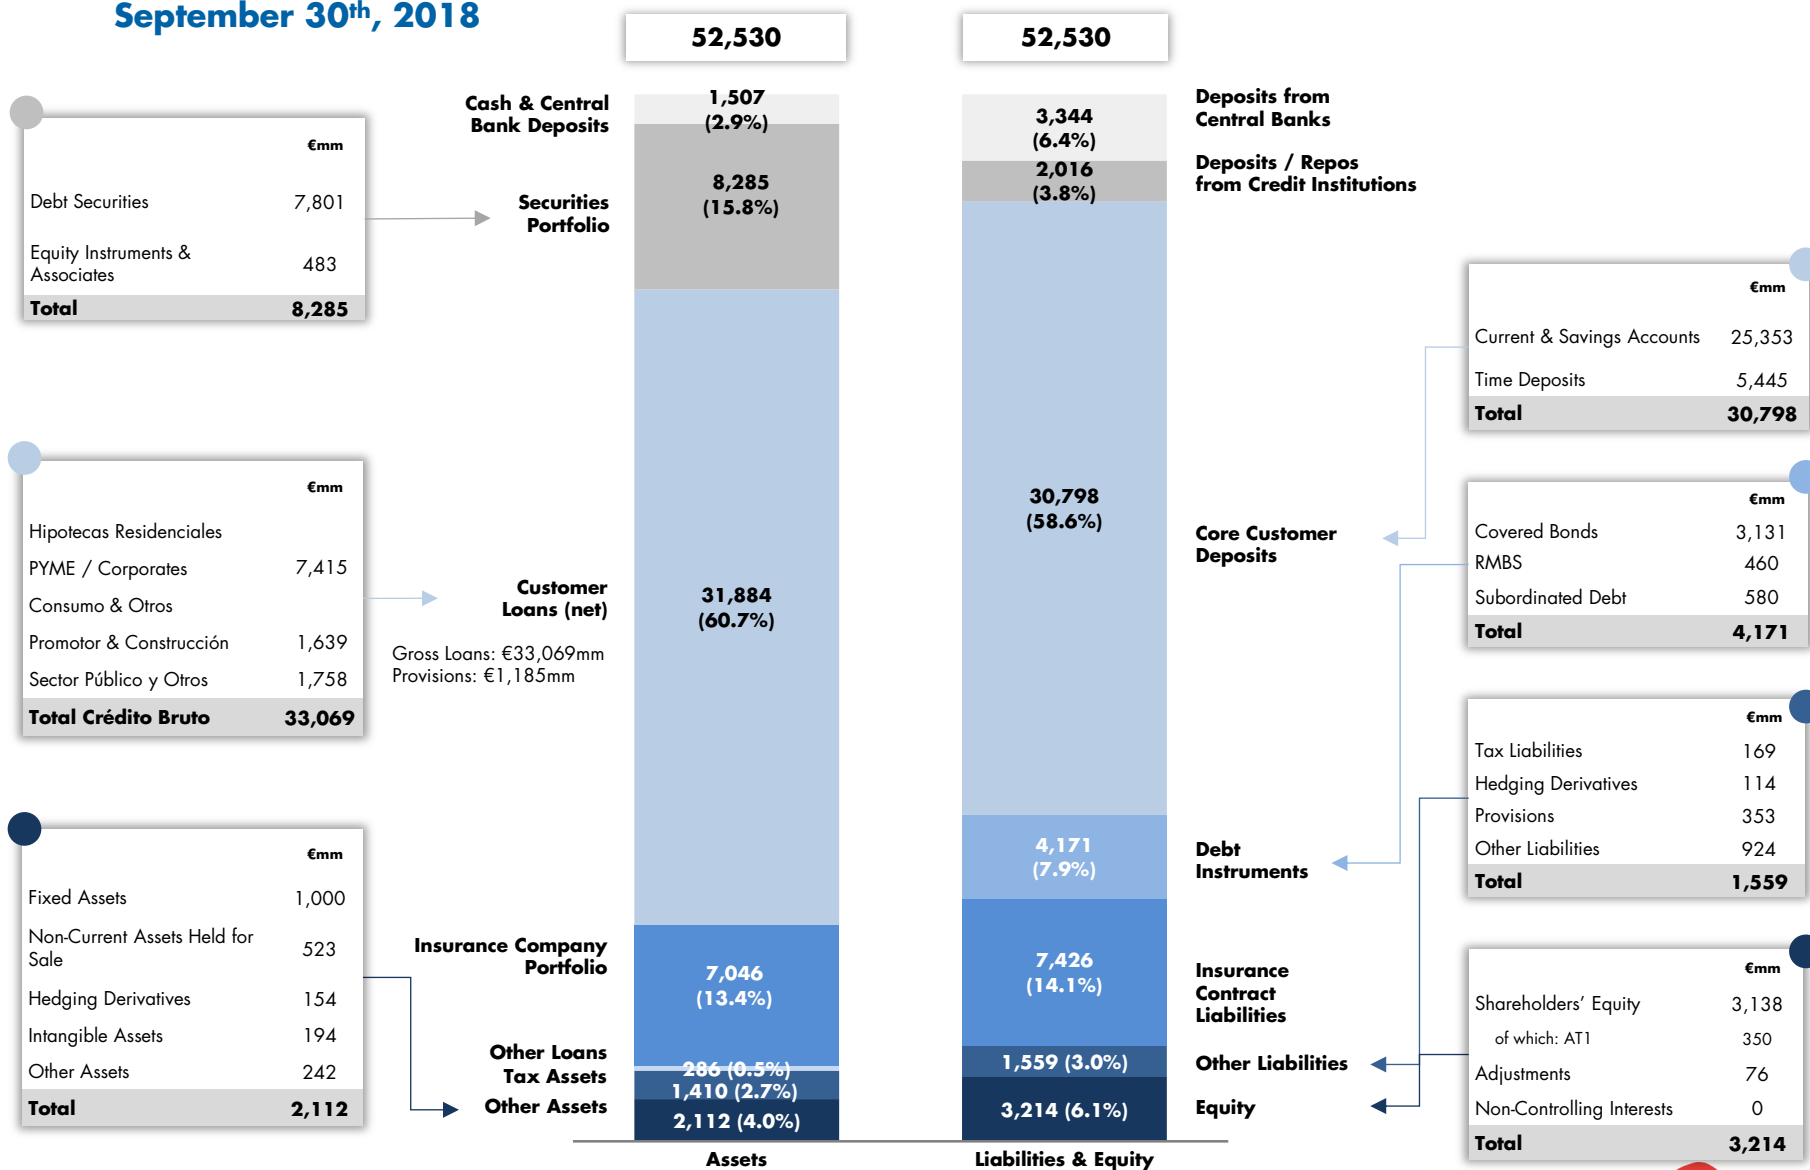 September 30th, 2018
52,530
52,530
€mm
Debt Securities 7,801
Equity Instruments &
Associates 483
Total 8,285
€mm
Hipotecas Residenciales
PYME / Corporates 7,415
Consumo & Otros
Promotor & Construcción 1,639
Sector Público y Otros 1,758
Total Crédito Bruto 33,069
€mm
Fixed Assets 1,000
Non-Current Assets Held for
Sale 523
Hedging Derivatives 154
Intangible Assets 194
Other Assets 242
Total 2,112
Cash & Central
Bank Deposits
Securities
Portfolio
Customer
Loans (net)
Gross Loans: €33,069mm
Provisions: €1,185mm
Insurance Company
Portfolio
Other Loans
Tax Assets
Other Assets
1,507
(2.9%)
8,285
(15.8%)
31,884
(60.7%)
7,046
(13.4%)
286 (0.5%)
1,410 (2.7%)
2,112 (4.0%)
Assets
3,344
(6.4%)
2,016
(3.8%)
30,798
(58.6%)
4,171
(7.9%)
7,426
(14.1%)
1,559 (3.0%)
3,214 (6.1%)
Liabilities & Equity
Deposits from
Central Banks
Deposits / Repos
from Credit Institutions
Core Customer
Deposits
Debt
Instruments
Insurance
Contract
Liabilities
Other Liabilities
Equity
€mm
Current & Savings Accounts 25,353
Time Deposits 5,445
Total 30,798
€mm
Covered Bonds 3,131
RMBS 460
Subordinated Debt 580
Total 4,171
€mm
Tax Liabilities 169
Hedging Derivatives 114
Provisions 353
Other Liabilities 924
Total 1,559
€mm
Shareholders' Equity 3,138
of which: AT1 350
Adjustments 76
Non-Controlling Interests 0
Total 3,214